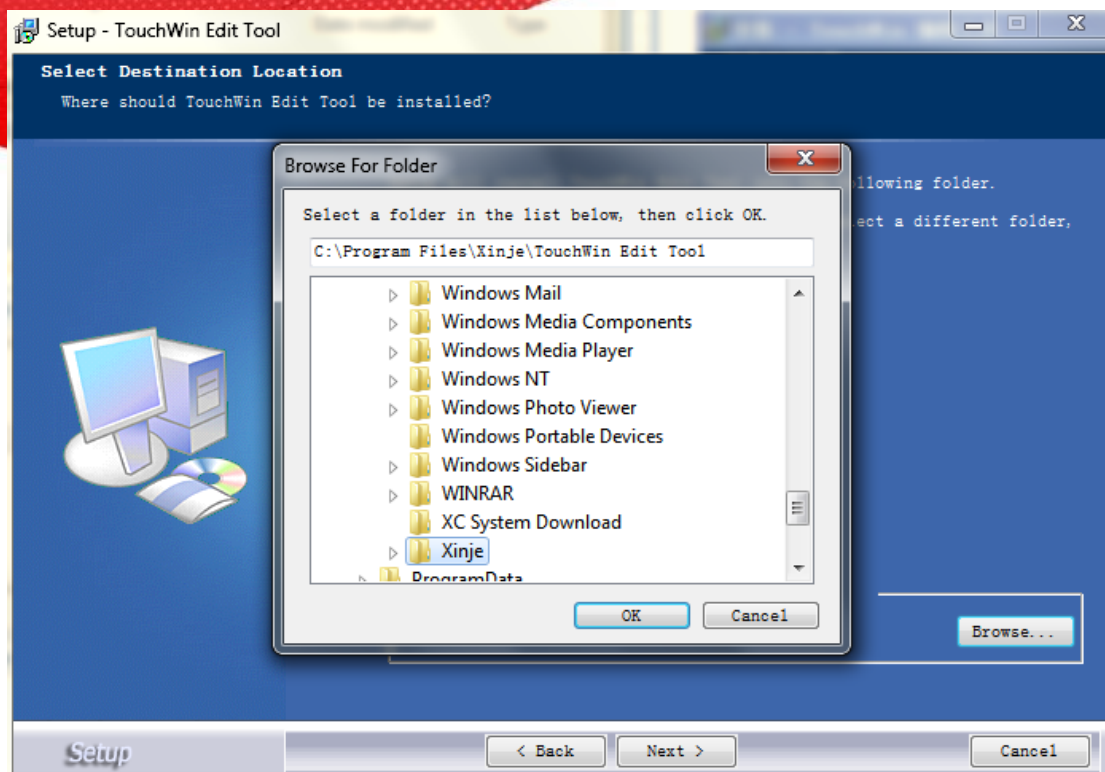 Setup - TouchWin Edit Tool
Select Destination Location
Where should TouchWin Edit Tool be installed?
Browse For Folder
llowing folder.
Select a folder in the list below, then click OK.
ect a different folder,
C:\Program Files\Xinje\TouchWin Edit Tool
Windows Mail
Windows Media Components
Windows Media Player
Windows NT
Windows Photo Viewer
Windows Portable Devices
Windows Sidebar
WINRAR
XC System Download
Xinje
ProgramData
OK Cancel
Browse...
Setup
< Back Next > Cancel